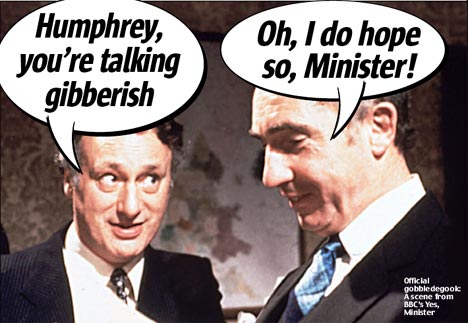 Humphrey,
you're talking
gibberish
Oh, I do hope
so, Minister!
Official
gobbledegook:
A scene from
BBC's Yes,
Minister